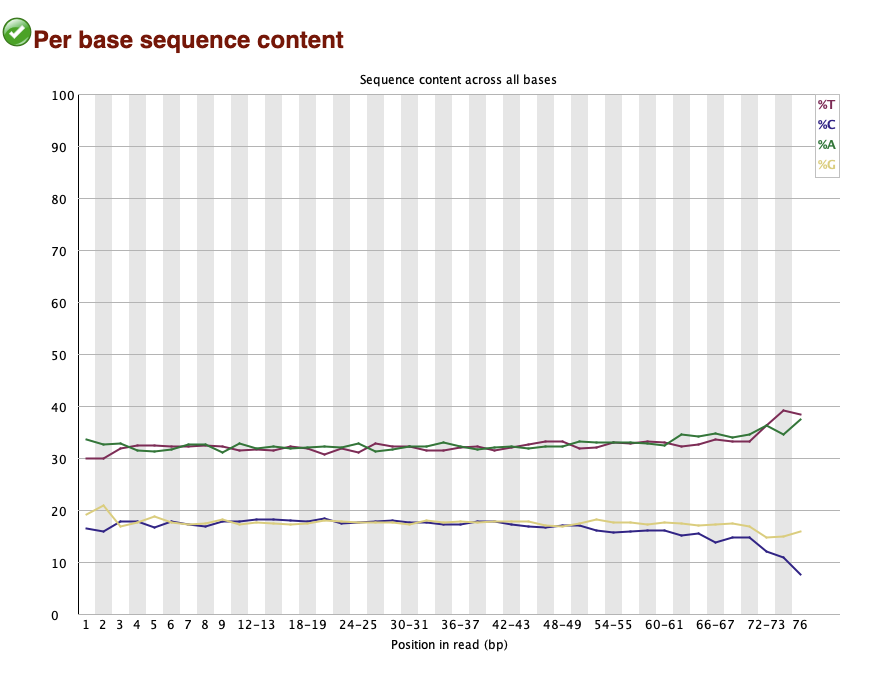 Per base sequence content
Sequence content across all bases
100
90
80
70
60
50
40
30
20
10
0
%T
%C
%A
%G
1 2 3 4 5 6 7 8 9 12-13 18-19 24-25 30-31 36-37 42-43 48-49 54-55 60-61 66-67 72-73 76
Position in read (bp)